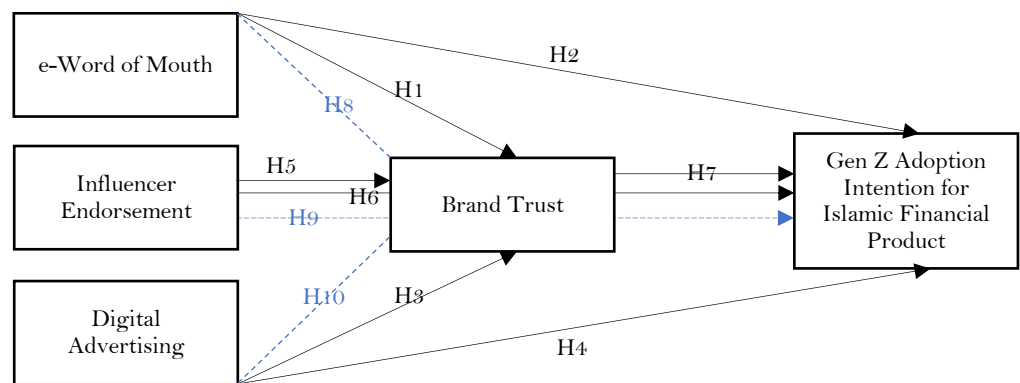 e-Word of Mouth
H2
H1
H8
Influencer
Endorsement
H5
H6
H9
Brand Trust
H7
Gen Z Adoption
Intention for
Islamic Financial
Product
Digital
Advertising
H10
H3
H4